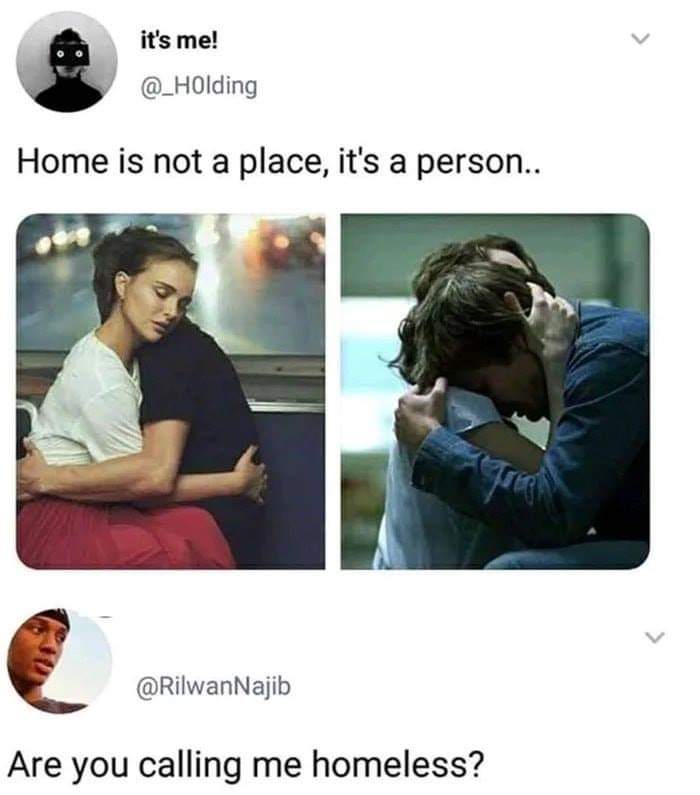 it's me!
@_H0lding
Home is not a place, it's a person..
@RilwanNajib
Are you calling me homeless?